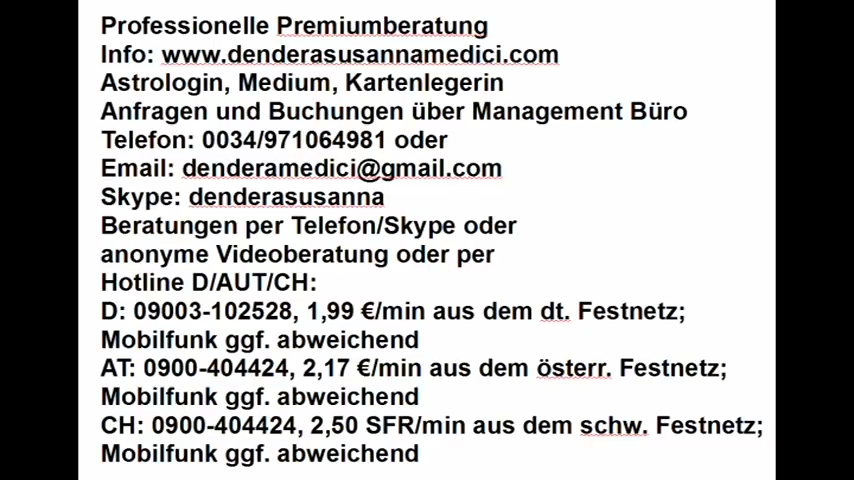 Professionelle Premiumberatung
Info: www.denderasusannamedici.com
Astrologin, Medium, Kartenlegerin
Anfragen und Buchungen über Management Büro
Telefon: 0034/971064981 oder
Email: denderamedici@gmail.com
Skype: denderasusanna
Beratungen per Telefon/Skype oder
anonyme Videoberatung oder per
Hotline D/AUT/CH:
D: 09003-102528, 1,99 €/min aus dem dt. Festnetz;
Mobilfunk ggf. abweichend
AT: 0900-404424, 2,17 €/min aus dem österr. Festnetz;
Mobilfunk ggf. abweichend
CH: 0900-404424, 2,50 SFR/min aus dem schw. Festnetz;
Mobilfunk ggf. abweichend